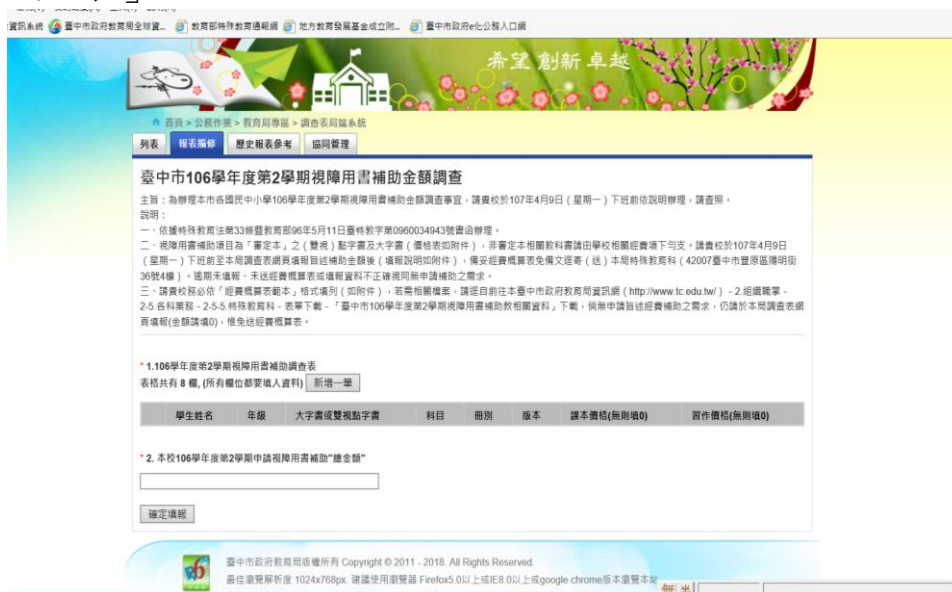 資訊系統 臺中市政府教育局全球資... 教育部特殊教育通報網 地方教育發展基金成立附... 臺中市政府e化公務人口網
希望 創新 卓越
首頁 > 公務作業 > 教育局專區 > 調查表局端系統
列表 報表編修 歷史報表參考 協同管理
臺中市106學年度第2學期視障用書補助金額調查
主旨：為辦理本市各國民中小學106學年度第2學期視障用書補助金額調查事宜，請貴校於107年4月9日（星期一）下班前依說明辦理，請查照。
說明：
一、依據特殊教育法第33條暨教育部96年5月11日臺特教字第0960034943號書函辦理。
二、視障用書補助項目為「審定本」之（雙視）點字書及大字書（價格表如附件），非審定本相關教科書請由學校相關經費項下勻支。請貴校於107年4月9日
（星期一）下班前至本局調查表網頁填報旨述補助金額後（填報說明如附件），備妥經費概算表免備文逕寄（送）本局特殊教育科（42007臺中市豐原區陽明街
36號4樓），逾期未填報、未送經費概算表或填報資料不正確視同無申請補助之需求。
三、請貴校務必依「經費概算表範本」格式填列（如附件），若需相關檔案，請逕自前往本臺中市政府教育局資訊網（http://www.tc.edu.tw/）- 2.組織職掌 -
2-5.各科業務 - 2-5-5.特殊教育科 - 表單下載 - 「臺中市106學年度第2學期視障用書補助教相關資料」下載，倘無申請旨述經費補助之需求，仍請於本局調查表網
頁填報(金額請填0)，惟免送經費概算表。
* 1.106學年度第2學期視障用書補助調查表
表格共有 8 欄, (所有欄位都要填入資料) 新增一筆
學生姓名 年級 大字書或雙視點字書 科目 冊別 版本 課本價格(無則填0) 習作價格(無則填0)
* 2. 本校106學年度第2學期申請視障用書補助"總金額"
確定填報
臺中市政府教育局版權所有 Copyright © 2011 - 2018. All Rights Reserved.
最佳瀏覽解析度 1024x768px. 建議使用瀏覽器 Firefox5.0以上或IE8.0以上或google chrome版本瀏覽本站